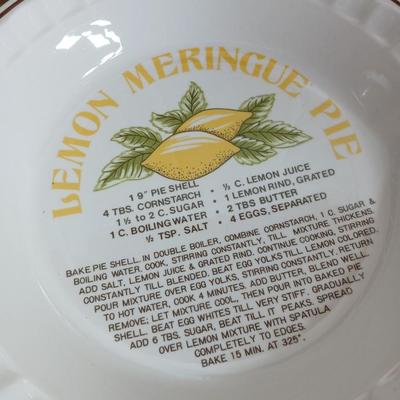 LEMON MERINGUE PIE
1 9" PIE SHELL
4 TBS. CORNSTARCH
1 ½ to 2 C. SUGAR
1 C. BOILING WATER
½ TSP. SALT
½ C. LEMON JUICE
1 LEMON RIND, GRATED
2 TBS BUTTER
4 EGGS, SEPARATED
BAKE PIE SHELL. IN DOUBLE BOILER, COMBINE CORNSTARCH, 1 C. SUGAR &
BOILING WATER. COOK, STIRRING CONSTANTLY, TILL MIXTURE THICKENS.
ADD SALT, LEMON JUICE & GRATED RIND. CONTINUE COOKING, STIRRING
CONSTANTLY TILL BLENDED. BEAT EGG YOLKS TILL LEMON COLORED.
POUR MIXTURE OVER EGG YOLKS, STIRRING CONSTANTLY. RETURN
TO HOT WATER, COOK 4 MINUTES. ADD BUTTER, BLEND WELL.
REMOVE; LET MIXTURE COOL, THEN POUR INTO BAKED PIE
SHELL. BEAT EGG WHITES TILL VERY STIFF. GRADUALLY
ADD 6 TBS. SUGAR, BEAT TILL IT PEAKS. SPREAD
OVER LEMON MIXTURE WITH SPATULA
COMPLETELY TO EDGES.
BAKE 15 MIN. AT 325°.